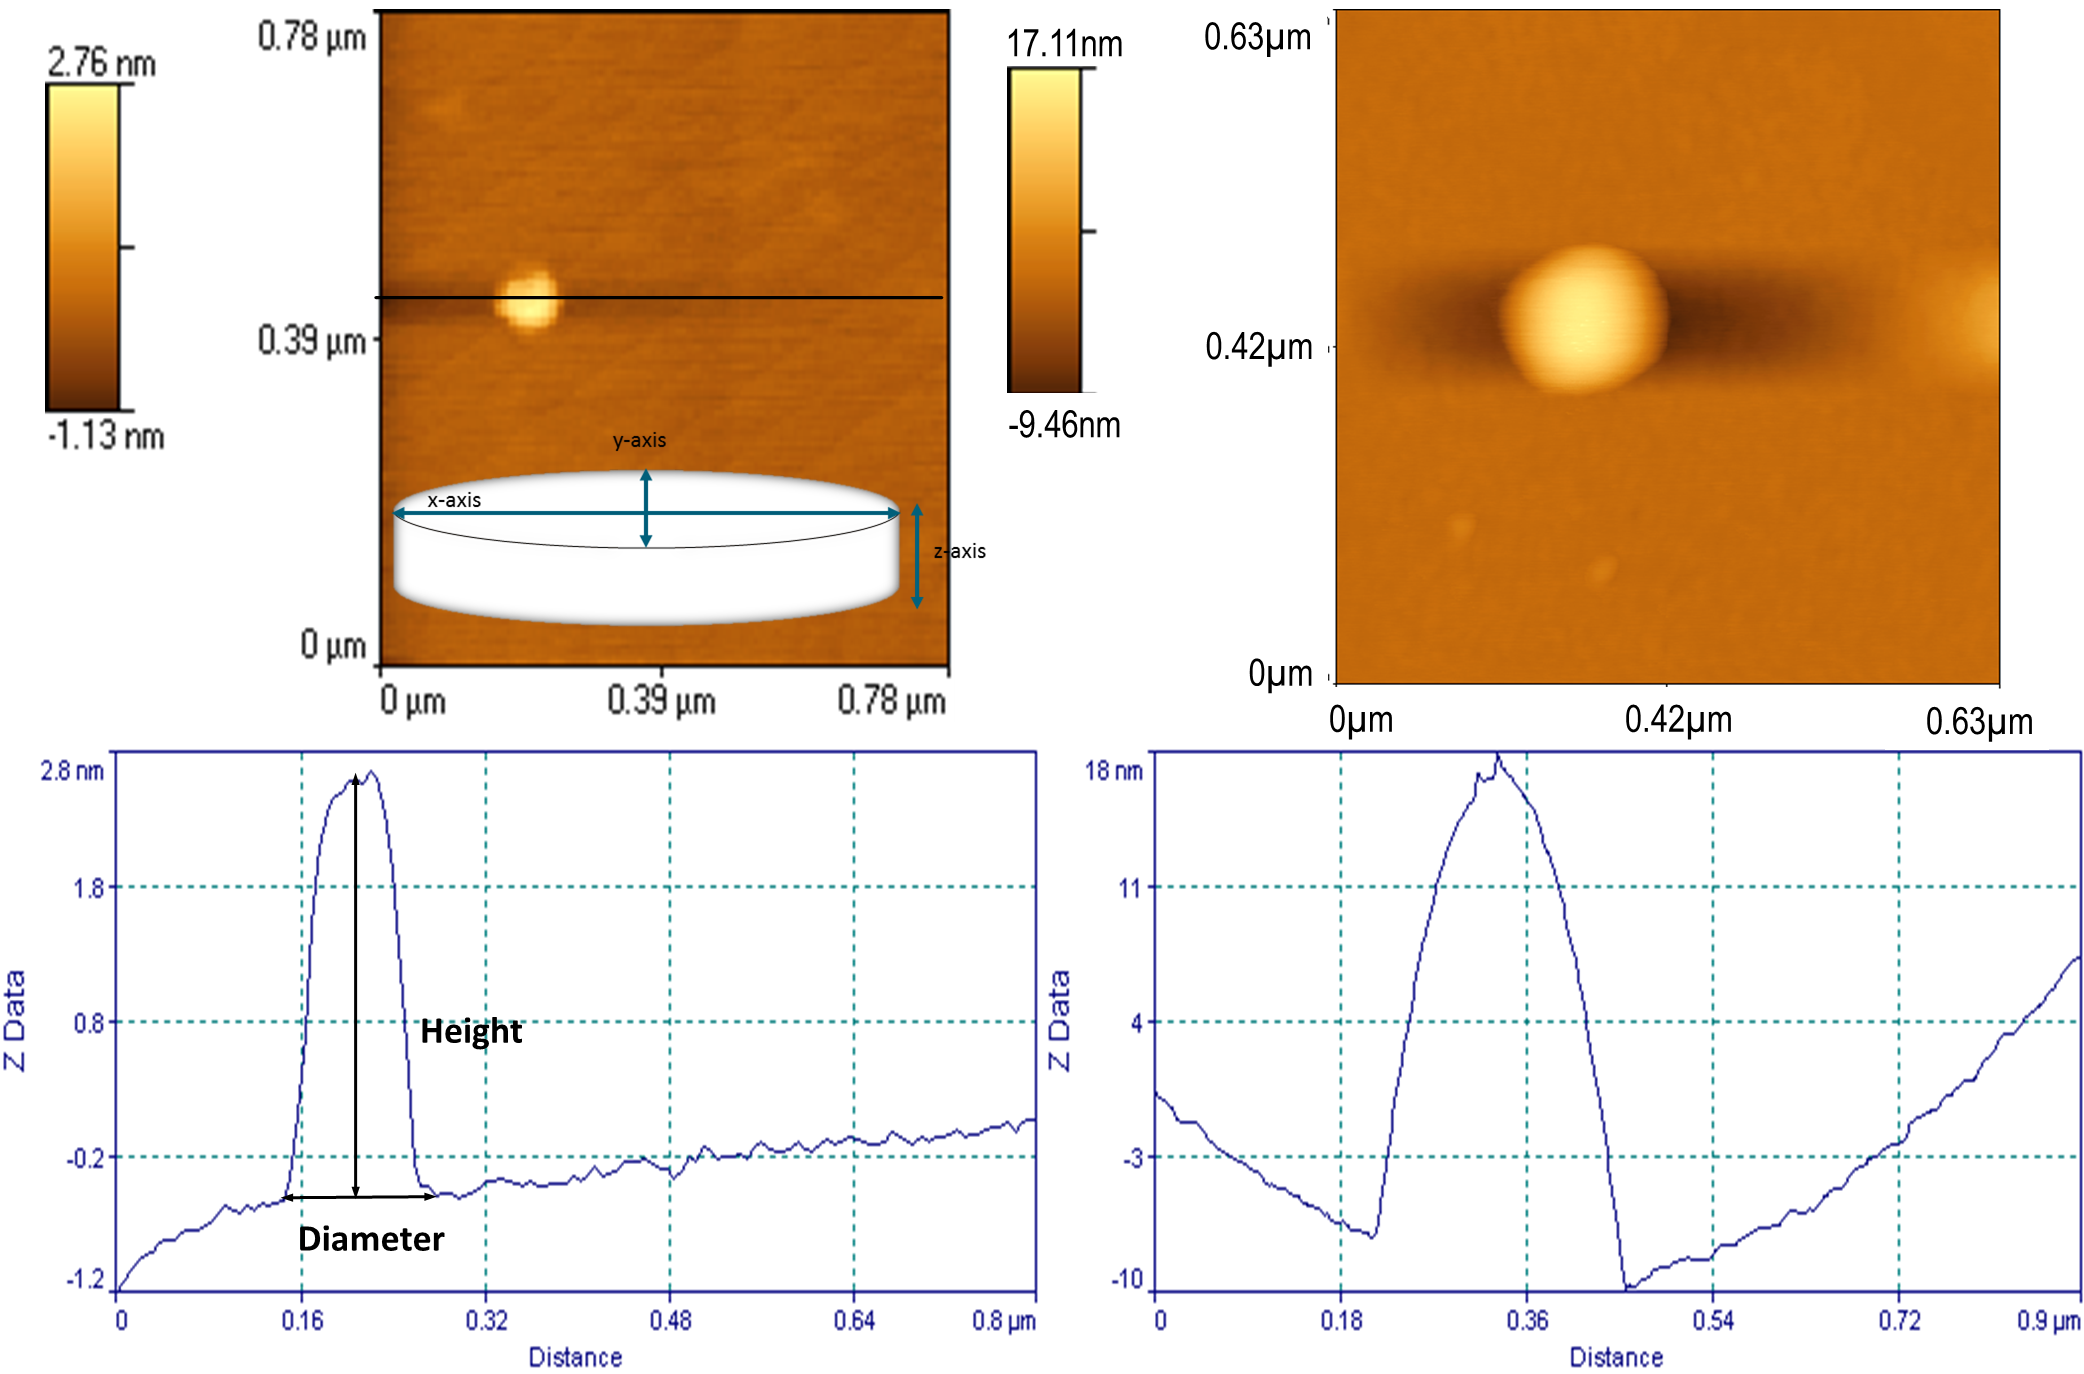 2.76 nm
-1.13 nm
0.78 µm
0.39 µm
0 µm
0 µm
0.39 µm
0.78 µm
y-axis
x-axis
z-axis
17.11nm
-9.46nm
0.63µm
0.42µm
0µm
0µm
0.42µm
0.63µm
2.8 nm
1.8
0.8
-0.2
-1.2
Z Data
Height
Diameter
0
0.16
0.32
0.48
0.64
0.8 µm
Distance
18 nm
11
4
-3
-10
Z Data
0
0.18
0.36
0.54
0.72
0.9 µm
Distance